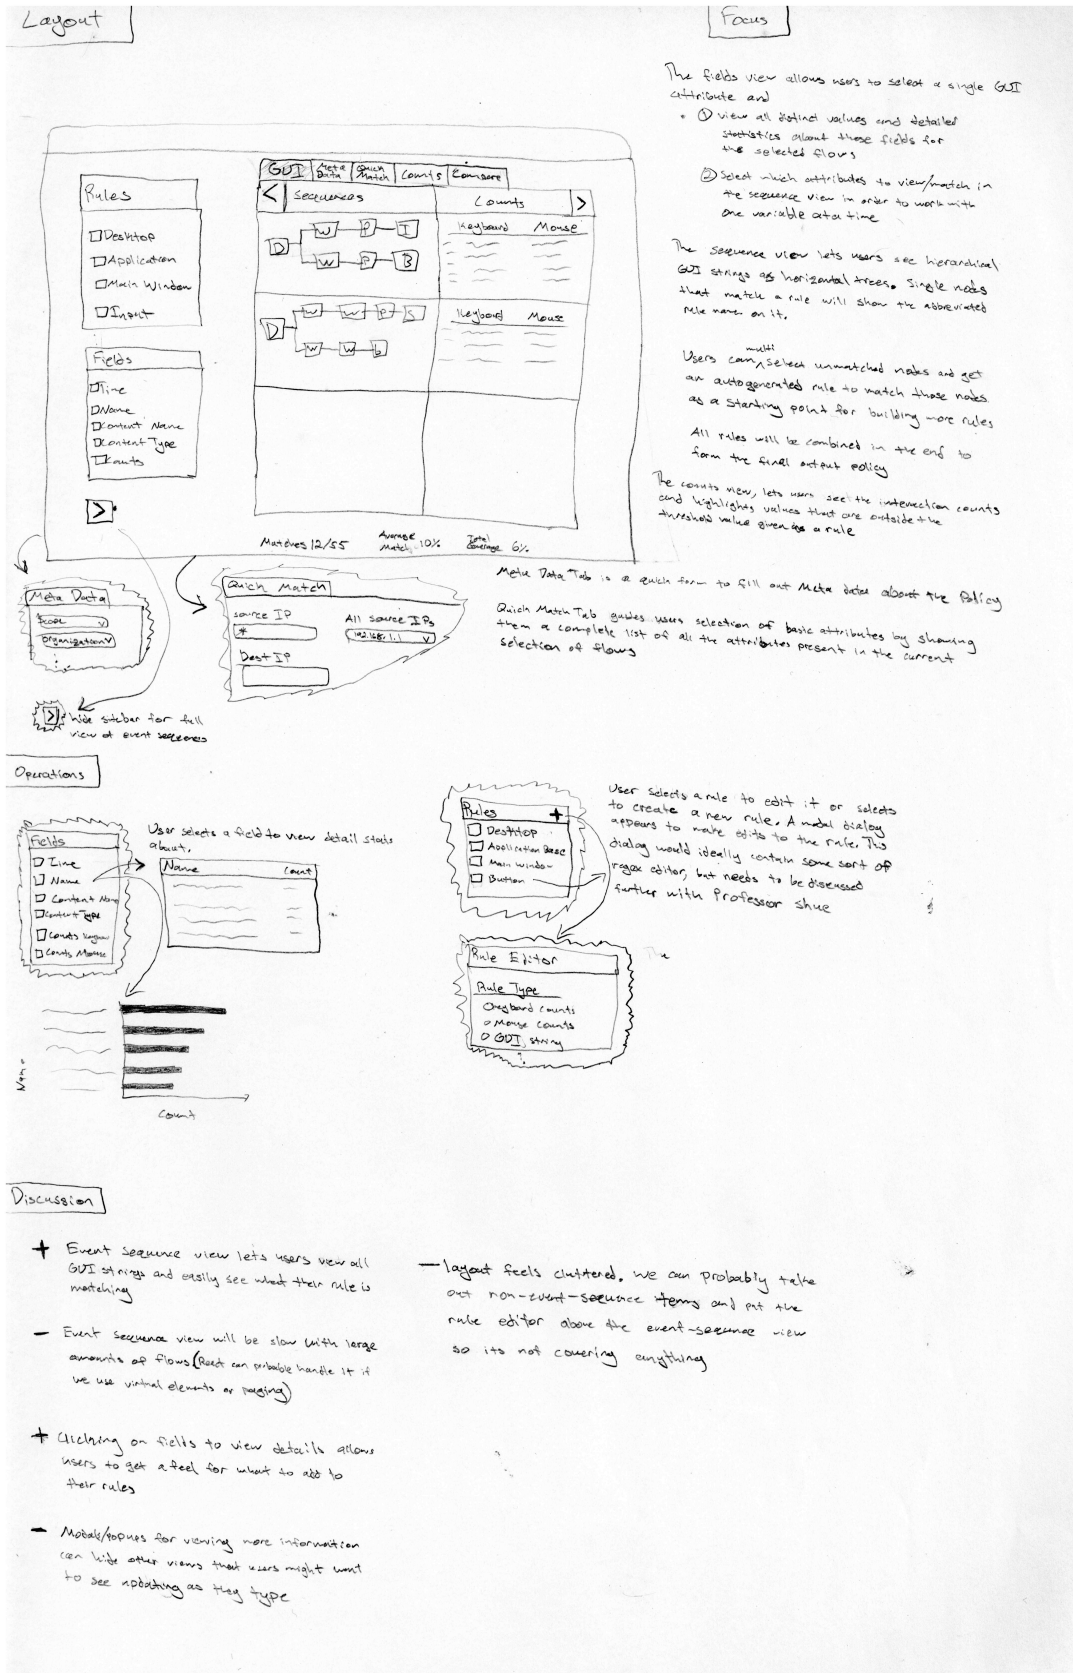 Layout
Focus
The fields view allows users to select a single GUI
attribute and
① view all distinct values and detailed
statistics about those fields for
the selected flows
② Select which attributes to view/match in
the sequence view in order to work with
one variable at a time
The sequence view lets users see hierarchical
GUI strings as horizontal trees. Single nodes
that match a rule will show the abbreviated
rule name on it.
multi
Users can ^ select unmatched nodes and get
an autogenerated rule to match those nodes
as a starting point for building more rules
All rules will be combined in the end to
form the final output policy
The counts view, lets users see the interaction counts
and highlights values that are outside the
threshold value given as a rule
Meta Data Tab is a quick form to fill out Meta data about the Policy
Quick Match Tab guides users selection of basic attributes by showing
them a complete list of all the attributes present in the current
selection of flows
Rules
Desktop
Application
Main Window
Input
Fields
Time
Name
Content Name
Content Type
Counts
>
GUI Meta Data Quick Match Counts Compare
< Sequences Counts >
Keyboard Mouse
D W P I
W P B
Keyboard Mouse
D W W P S
W W b
Matches 12/55 Average Match 10% Total Coverage 6%
Meta Data
Scope v
Organization v
Quick Match
source IP All source IPs
.* 192.168.1.1 v
Dest IP
> hide sidebar for full
view of event sequences
Operations
Fields
Time
Name
Content Name
Content Type
Counts Keyboard
Counts Mouse
User selects a field to view detail stats
about.
Name Count
Name
Count
Rules +
Desktop
Application Base
Main window
Button
User selects a rule to edit it or selects
to create a new rule. A modal dialog
appears to make edits to the rule. This
dialog would ideally contain some sort of
regex editor, but needs to be discussed
further with Professor Shue
The
Rule Editor
Rule Type
Keyboard counts
o Mouse Counts
o GUI string
Discussion
+ Event sequence view lets users view all
GUI strings and easily see what their rule is
matching
- Event sequence view will be slow with large
amounts of flows (React can probable handle it if
we use virtual elements or paging)
+ Clicking on fields to view details allows
users to get a feel for what to add to
their rules
- Modals/popups for viewing more information
can hide other views that users might want
to see updating as they type
- layout feels cluttered. we can probably take
out non-event-sequence items and put the
rule editor above the event-sequence view
so its not covering anything